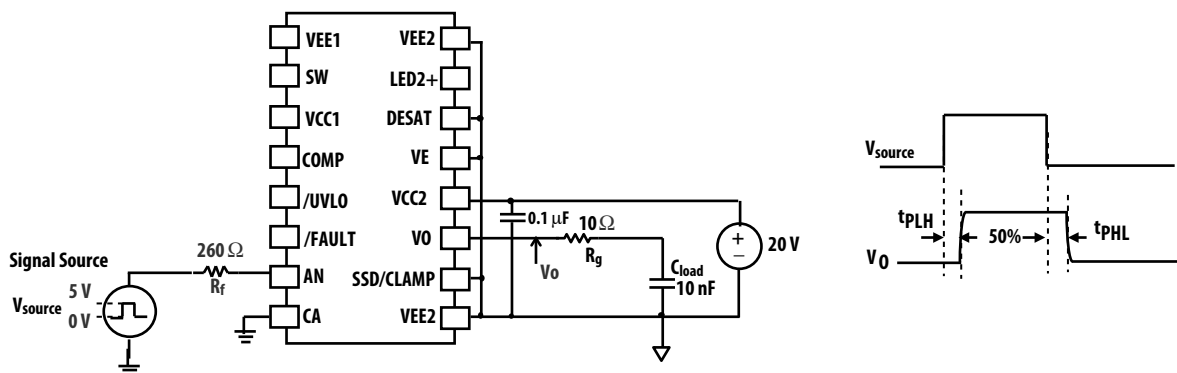 VEE1
SW
VCC1
COMP
/UVLO
/FAULT
AN
CA
VEE2
LED2+
DESAT
VE
VCC2
VO
SSD/CLAMP
VEE2
Signal Source
Vsource
5 V
0 V
260 Ω
Rf
0.1 μF
10 Ω
Rg
Vo
Cload
10 nF
+
−
20 V
Vsource
tPLH
50%
tPHL
VO